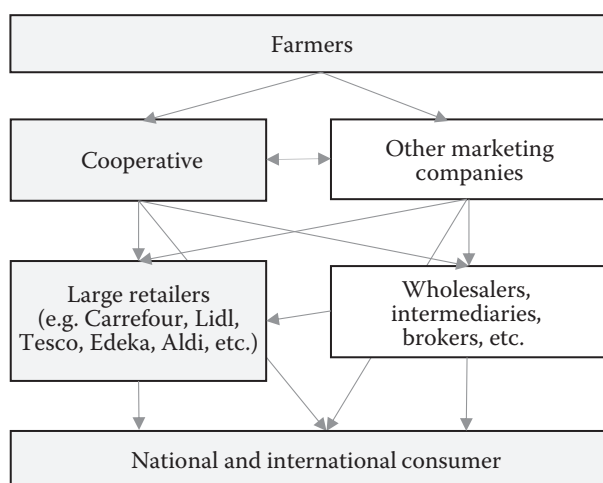 Farmers
Cooperative
Other marketing
companies
Large retailers
(e.g. Carrefour, Lidl,
Tesco, Edeka, Aldi, etc.)
Wholesalers,
intermediaries,
brokers, etc.
National and international consumer